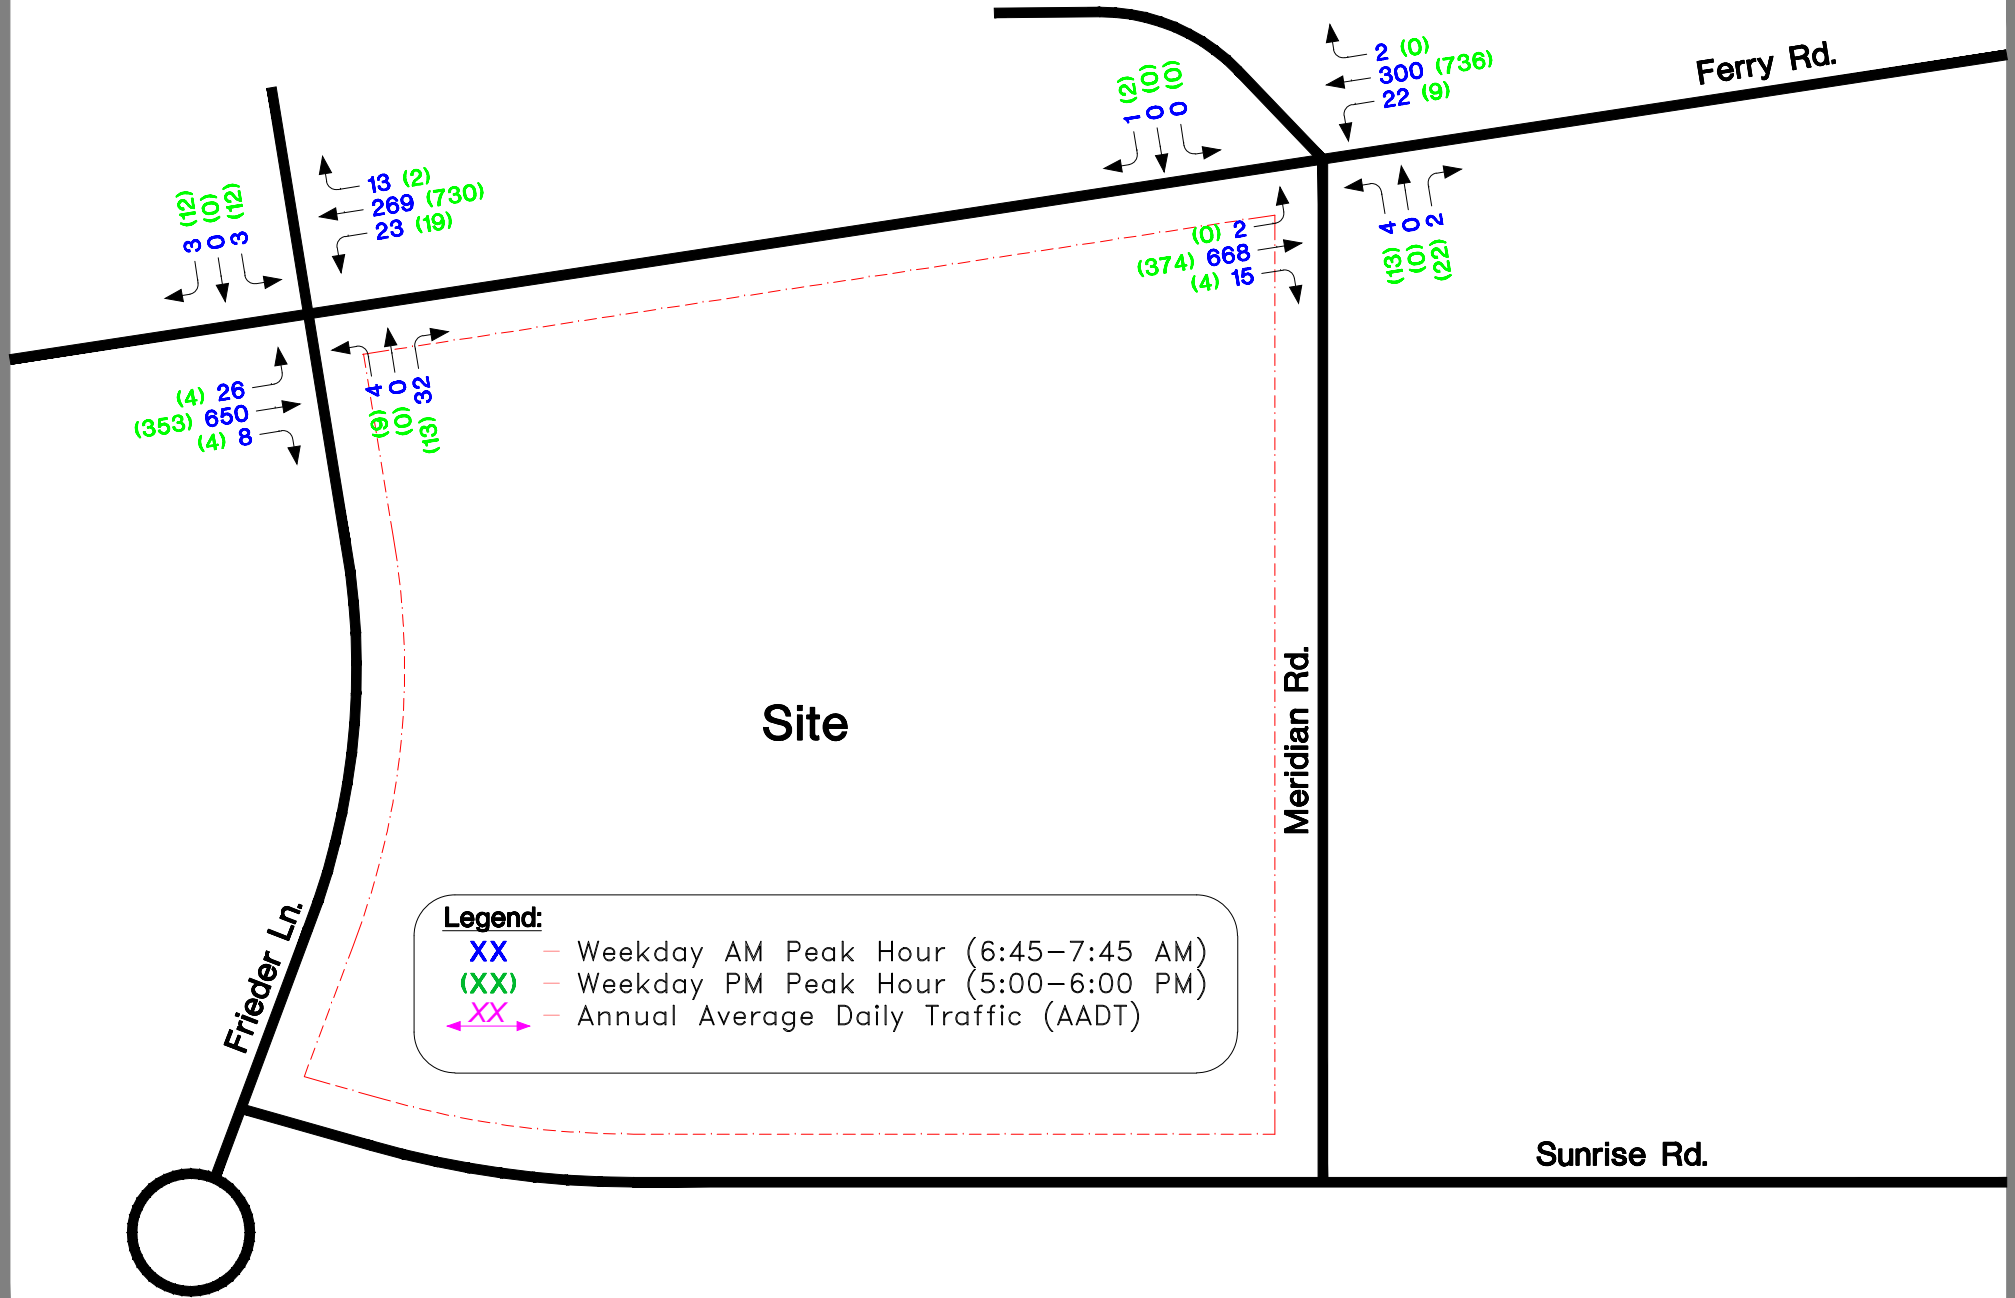 2 (0)
300 (736)
22 (9)
Ferry Rd.
1 (2)
0 (0)
0 (0)
13 (2)
269 (730)
23 (19)
3 (12)
0 (0)
3 (12)
(0) 2
(374) 668
(4) 15
(13) 4
(0) 0
(22) 2
(4) 26
(353) 650
(4) 8
(9) 4
(0) 0
(13) 32
Site
Meridian Rd.
Frieder Ln.
Legend:
XX – Weekday AM Peak Hour (6:45–7:45 AM)
(XX) – Weekday PM Peak Hour (5:00–6:00 PM)
XX – Annual Average Daily Traffic (AADT)
Sunrise Rd.